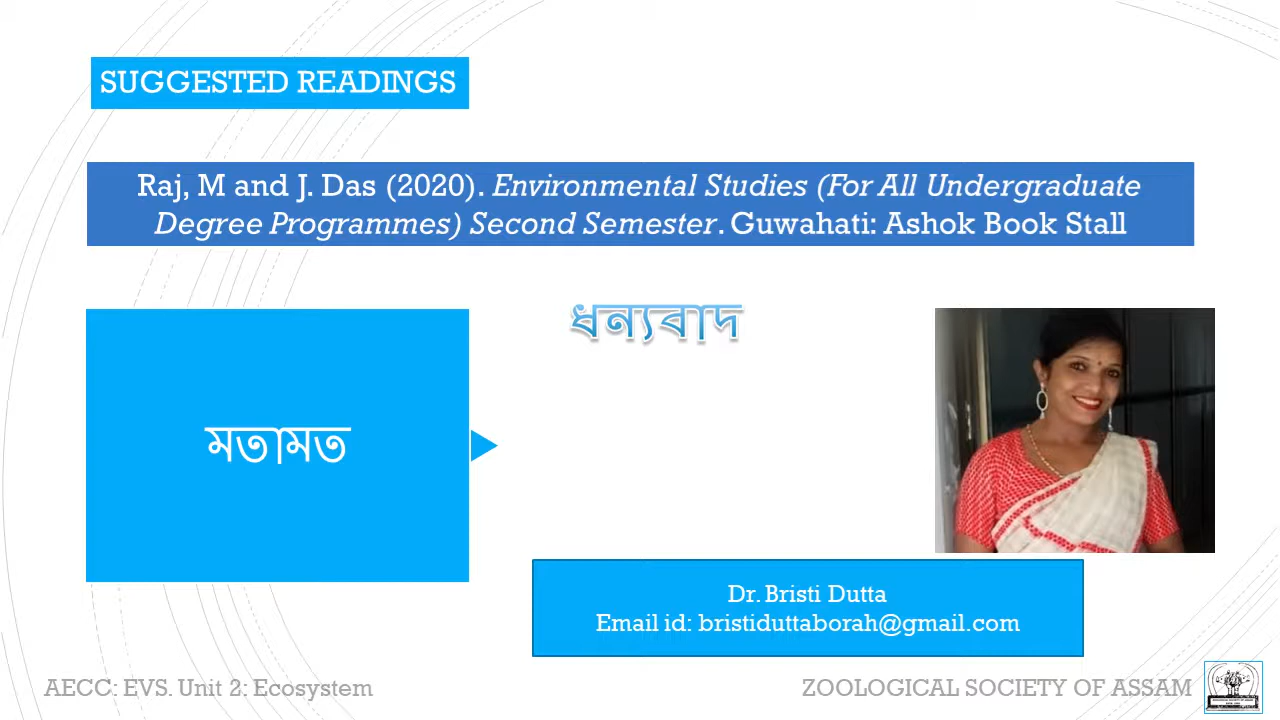 SUGGESTED READINGS
Raj, M and J. Das (2020). Environmental Studies (For All Undergraduate
Degree Programmes) Second Semester. Guwahati: Ashok Book Stall
ধন্যবাদ
মতামত
Dr. Bristi Dutta
Email id: bristiduttaborah@gmail.com
AECC: EVS. Unit 2: Ecosystem
ZOOLOGICAL SOCIETY OF ASSAM